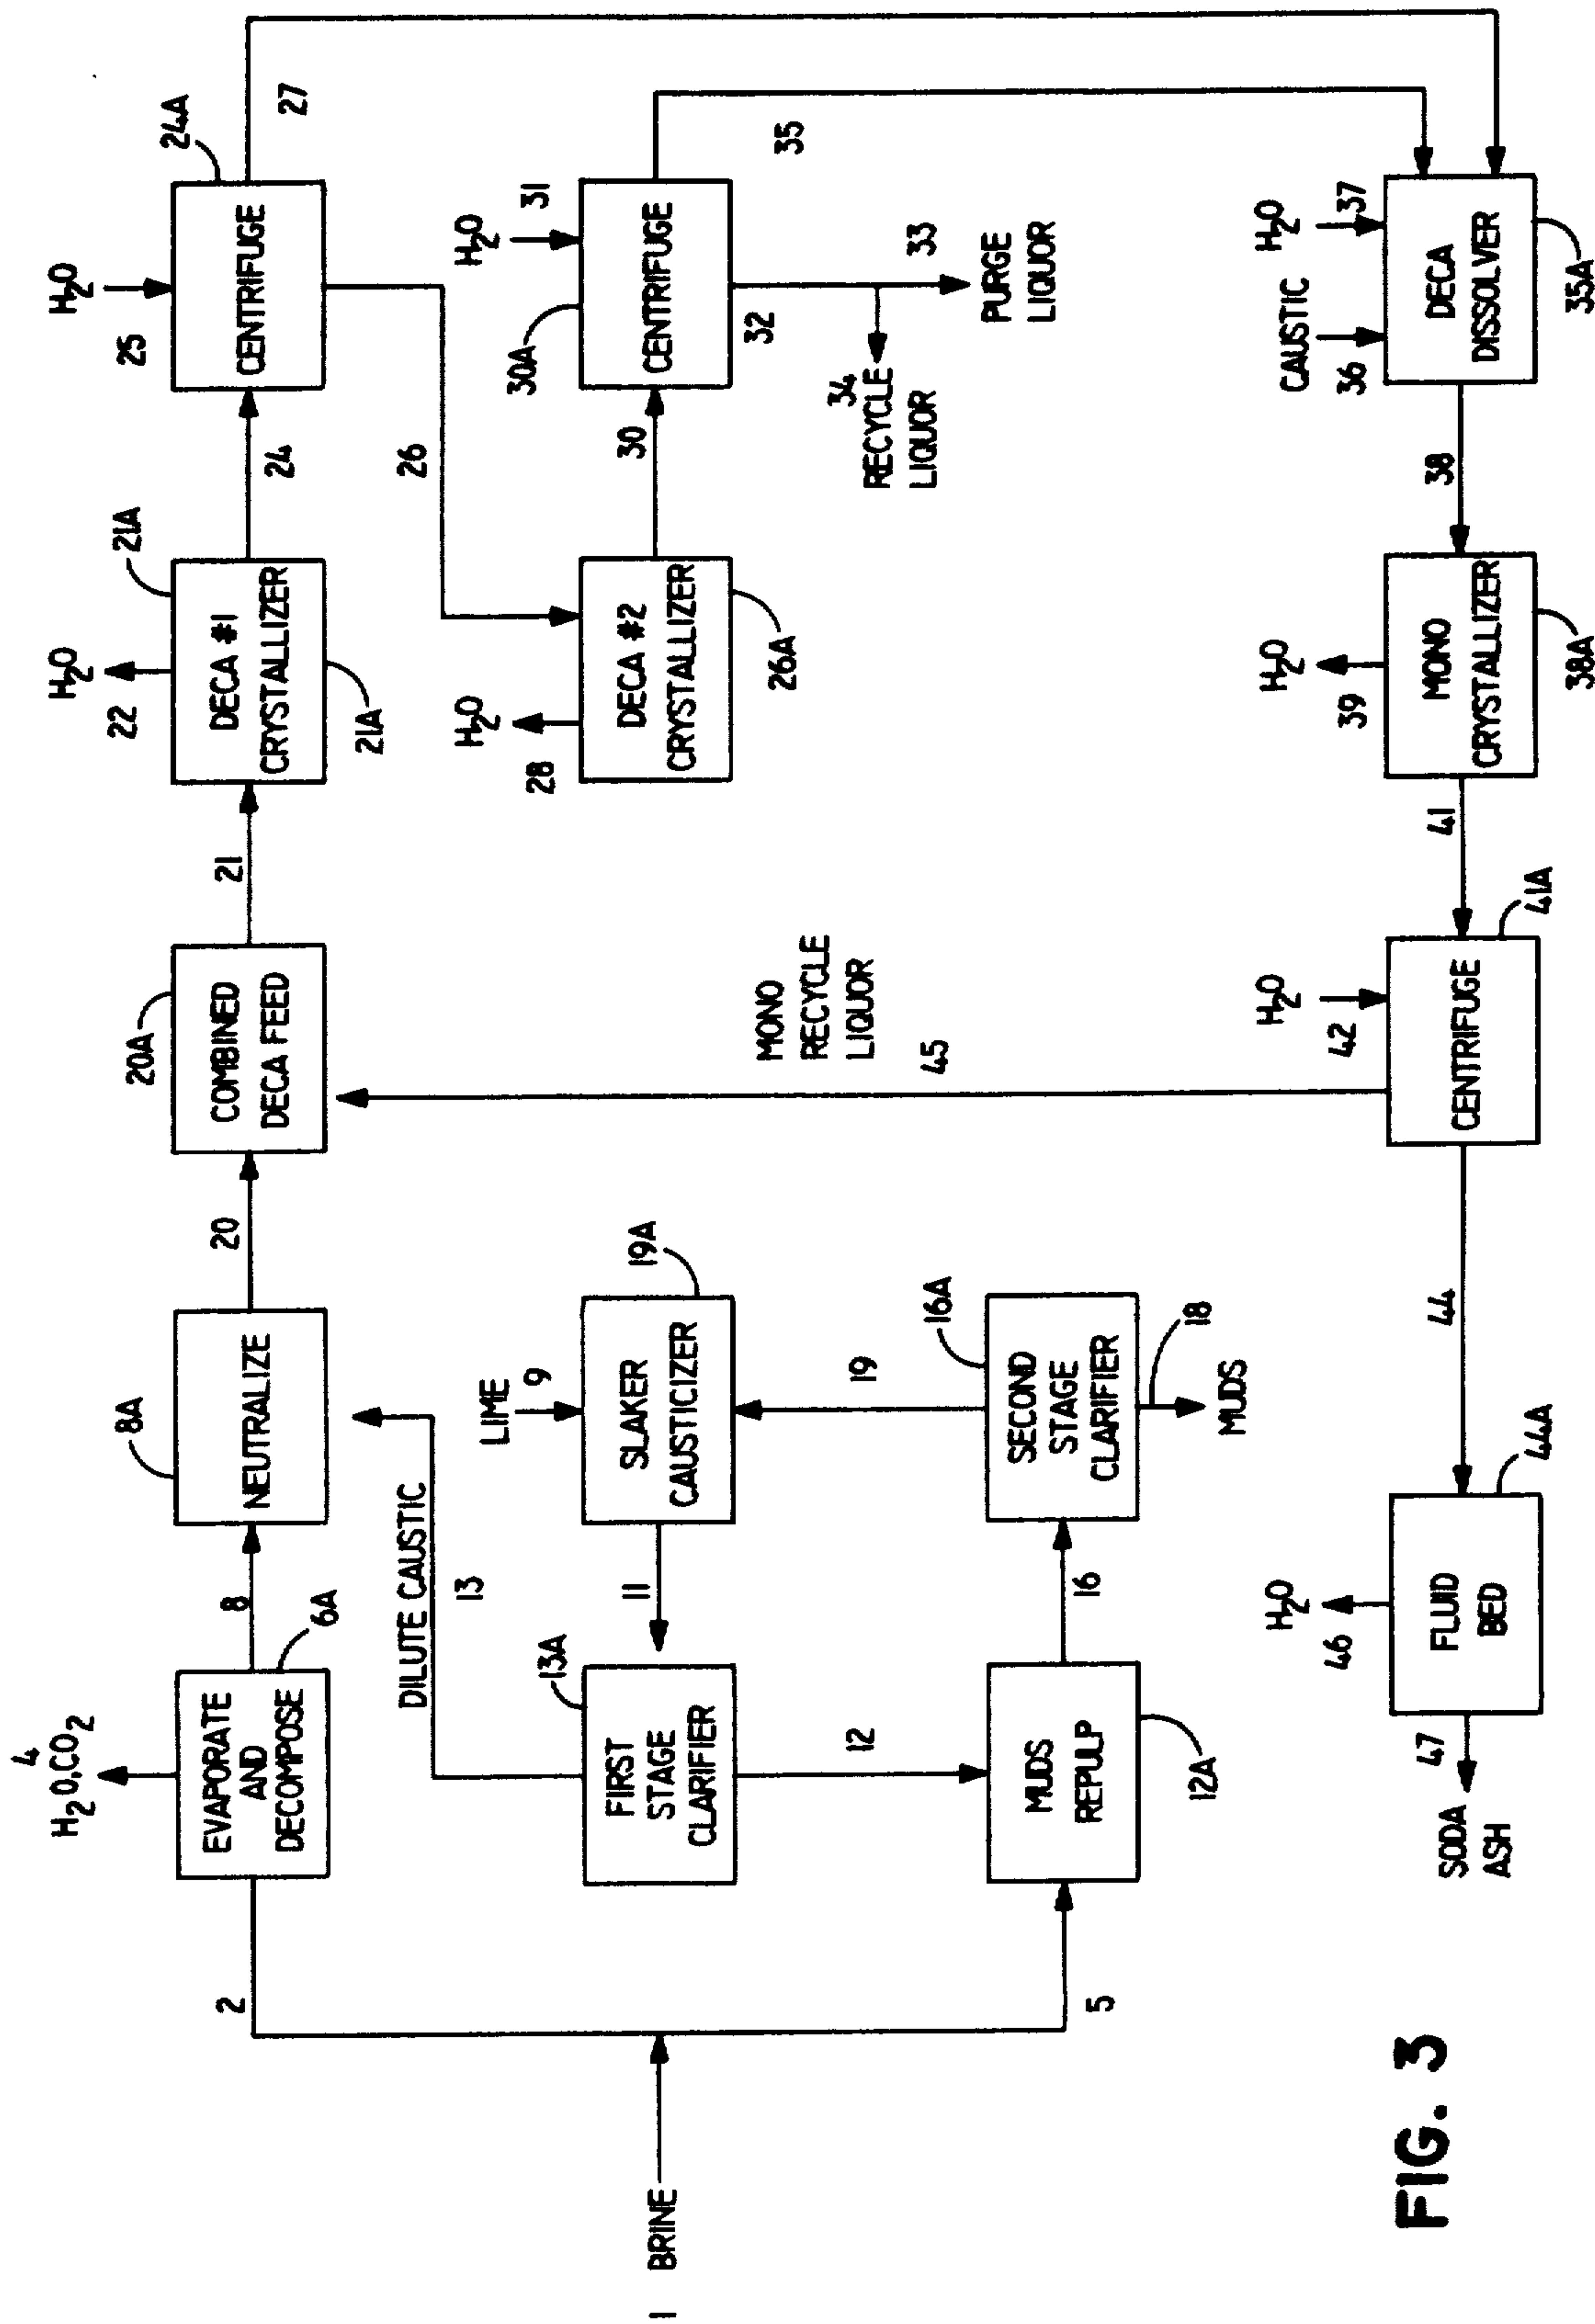 1 BRINE
2
5
4
H2O,CO2
EVAPORATE
AND
DECOMPOSE
6A
8
8A
NEUTRALIZE
20
20A
COMBINED
DECA FEED
21
H2O
22
21A
DECA #1
CRYSTALLIZER
21A
24
H2O
25
24A
CENTRIFUGE
27
26
DILUTE CAUSTIC
13
13A
FIRST
STAGE
CLARIFIER
11
LIME
9
19A
SLAKER
CAUSTICIZER
H2O
28
DECA #2
CRYSTALLIZER
26A
30
30A
H2O
31
CENTRIFUGE
35
32
33
34
RECYCLE
LIQUOR
PURGE
LIQUOR
12
19
MUDS
REPULP
12A
16
16A
SECOND
STAGE
CLARIFIER
18
MUDS
MONO
RECYCLE
LIQUOR
45
SODA
ASH
47
H2O
46
FLUID
BED
44A
44
H2O
42
CENTRIFUGE
41A
41
H2O
39
MONO
CRYSTALLIZER
38A
38
CAUSTIC
36
H2O
37
DECA
DISSOLVER
35A
FIG. 3